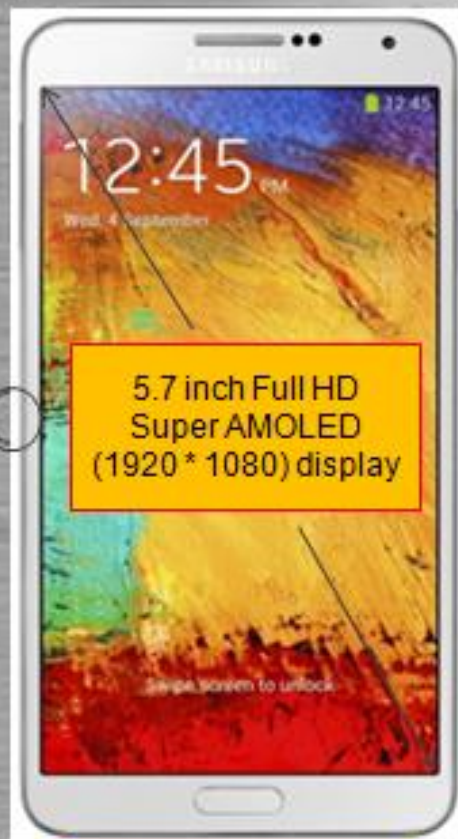 SAMSUNG
12:45
12:45 PM
Wed, 4 September
5.7 inch Full HD
Super AMOLED
(1920 * 1080) display
Swipe screen to unlock